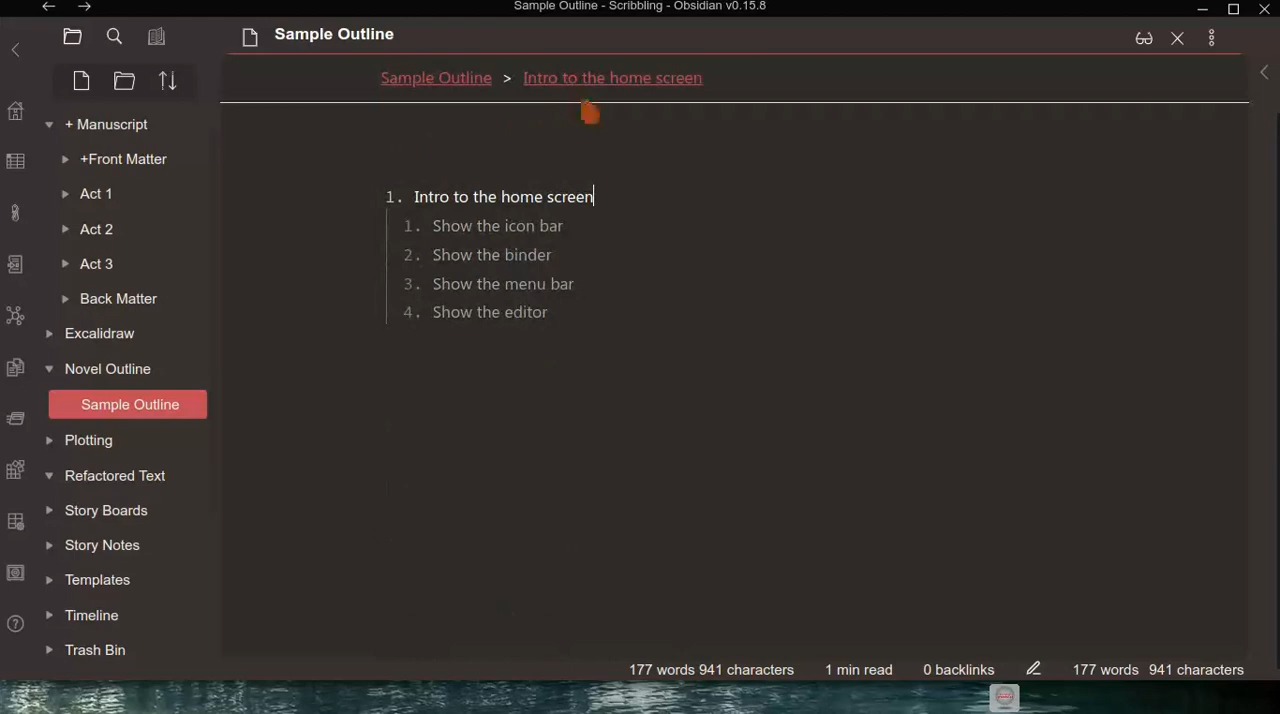 Sample Outline - Scribbling - Obsidian v0.15.8
Sample Outline
Sample Outline > Intro to the home screen
+ Manuscript
+Front Matter
Act 1
Act 2
Act 3
Back Matter
Excalidraw
Novel Outline
Sample Outline
Plotting
Refactored Text
Story Boards
Story Notes
Templates
Timeline
Trash Bin
1. Intro to the home screen
1. Show the icon bar
2. Show the binder
3. Show the menu bar
4. Show the editor
177 words 941 characters 1 min read 0 backlinks 177 words 941 characters